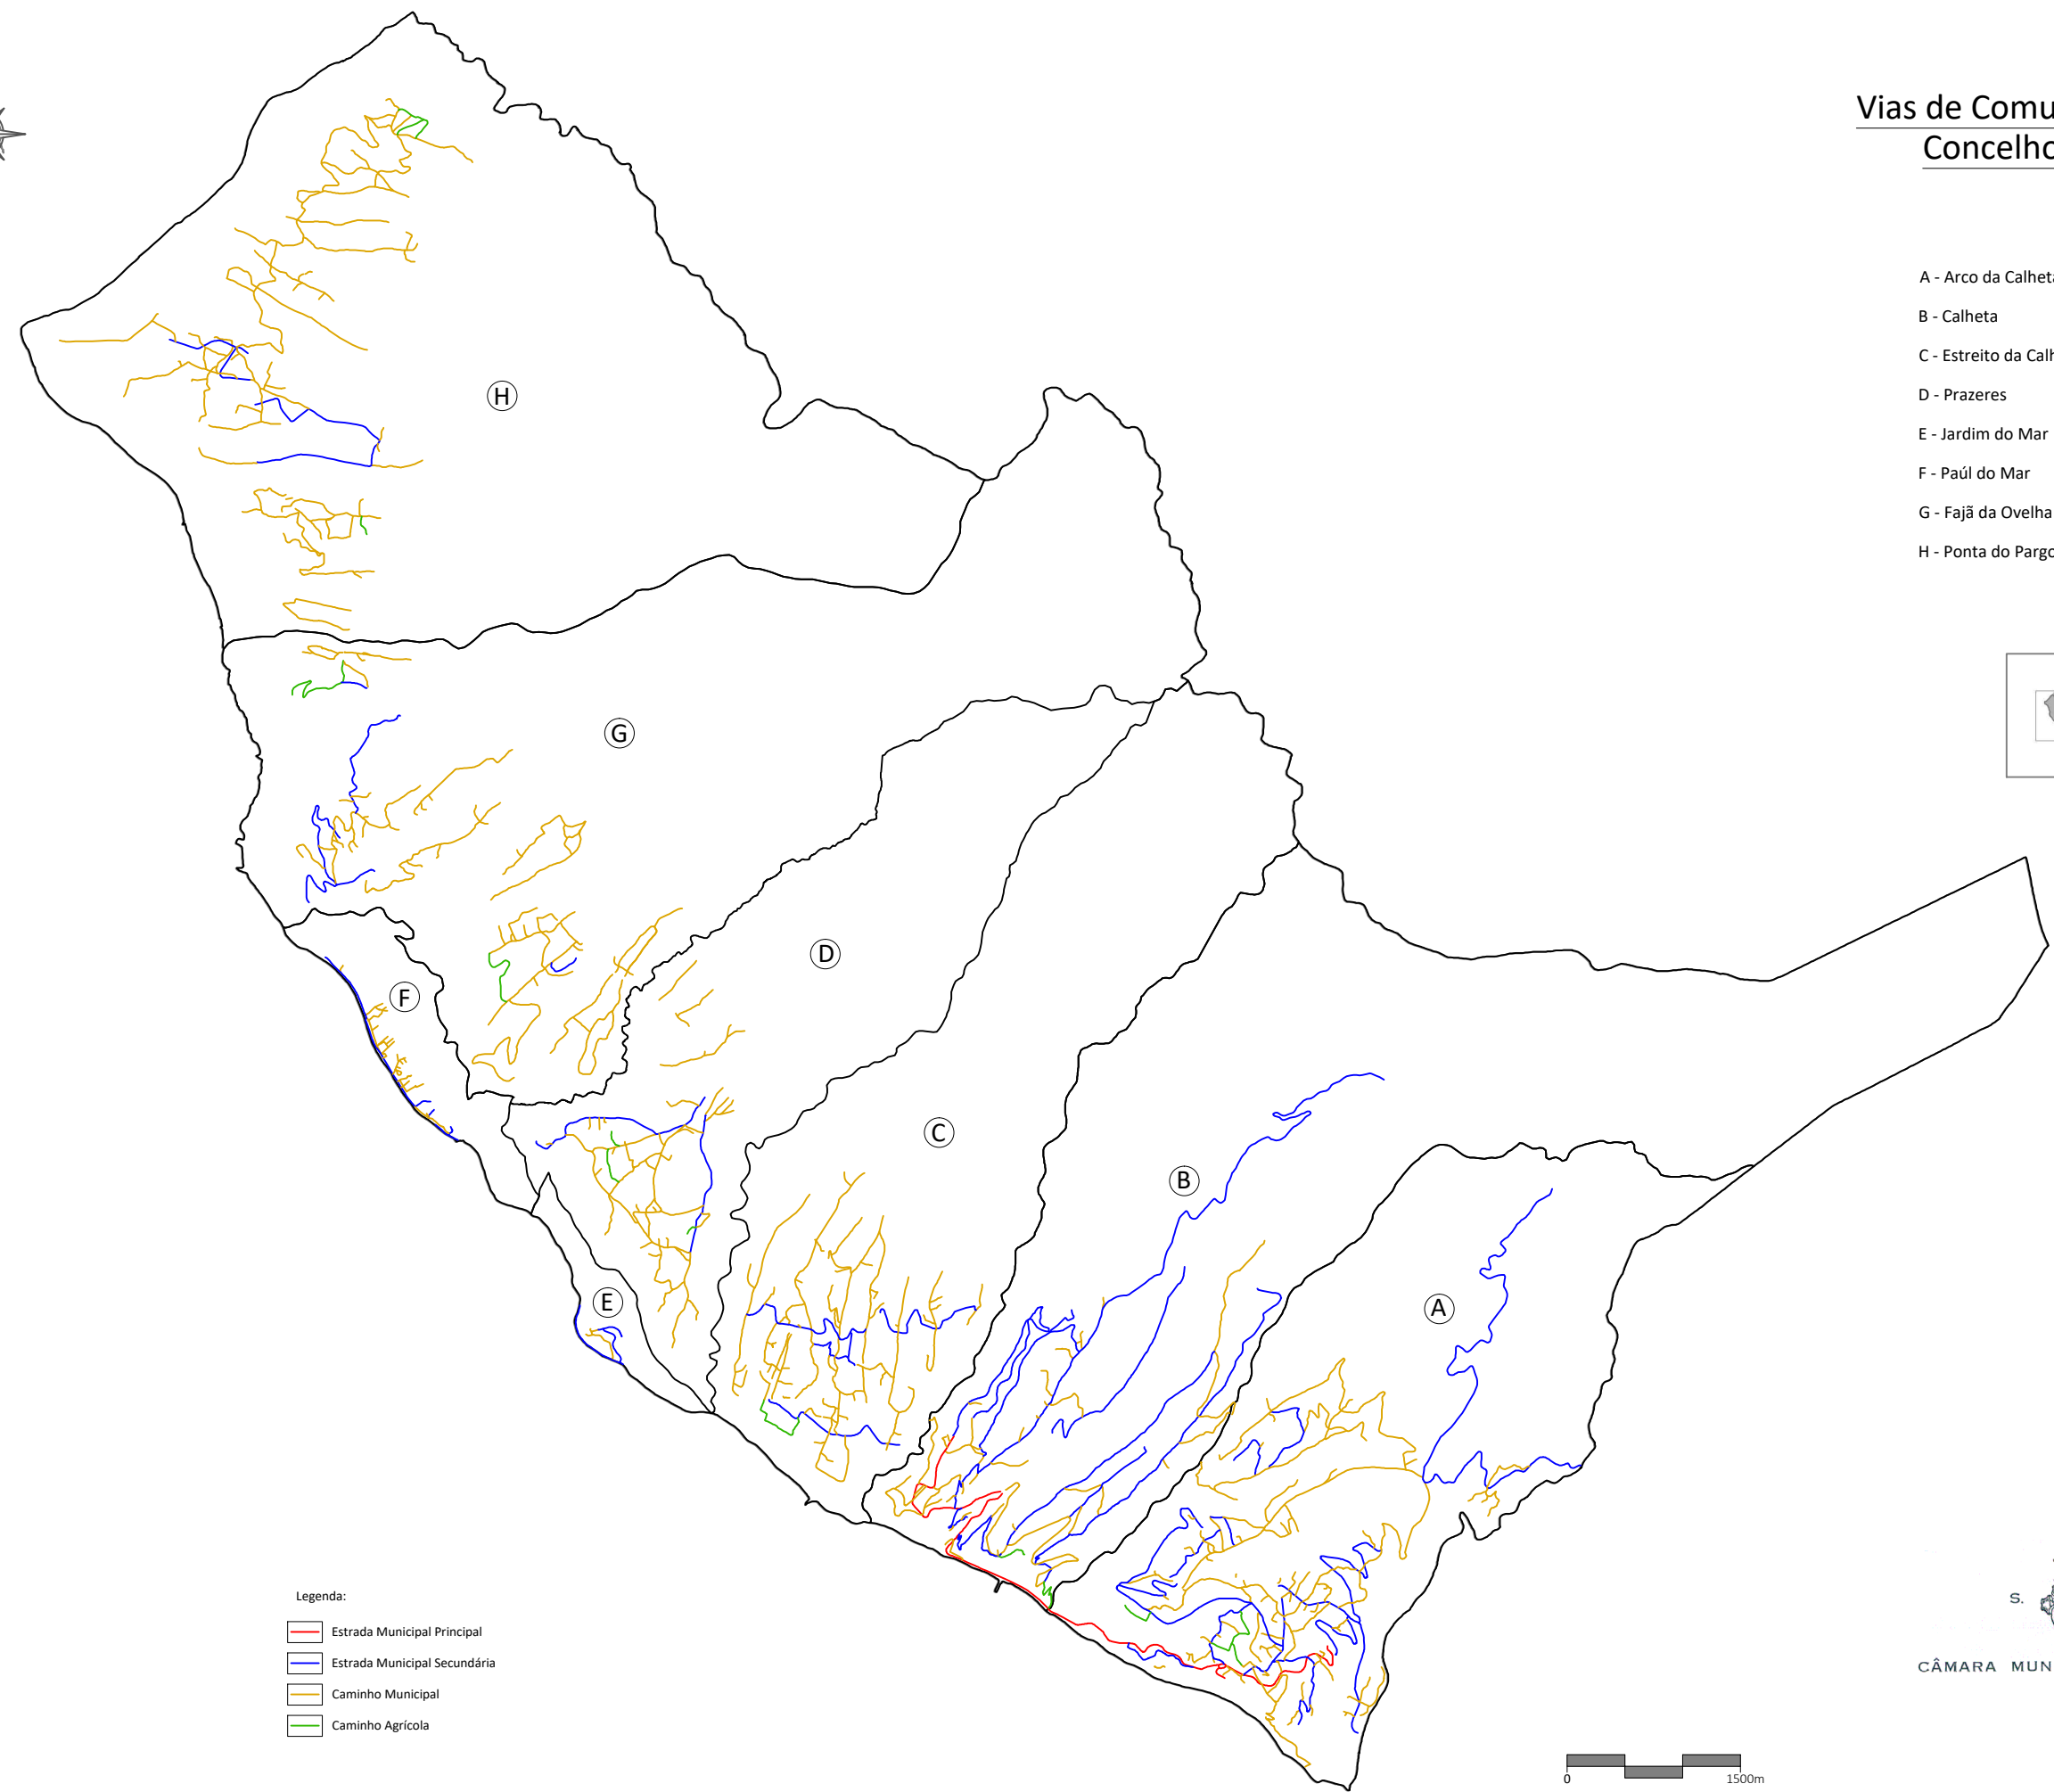 Vias de Comu
Concelho
A - Arco da Calheta
B - Calheta
C - Estreito da Calh
D - Prazeres
E - Jardim do Mar
F - Paúl do Mar
G - Fajã da Ovelha
H - Ponta do Pargo
H
G
D
F
C
B
E
A
Legenda:
Estrada Municipal Principal
Estrada Municipal Secundária
Caminho Municipal
Caminho Agrícola
S.
CÂMARA MUN
0 1500m